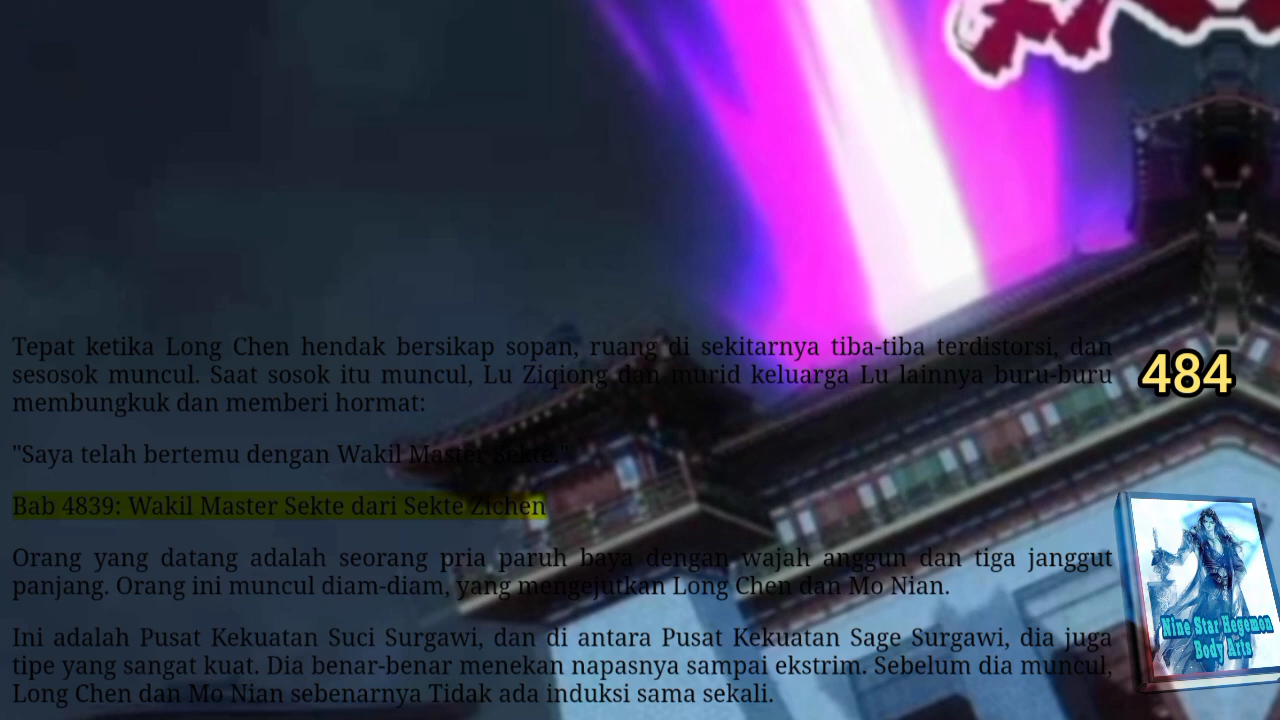 Tepat ketika Long Chen hendak bersikap sopan, ruang di sekitarnya tiba-tiba terdistorsi, dan
sesosok muncul. Saat sosok itu muncul, Lu Ziqiong dan murid keluarga Lu lainnya buru-buru
membungkuk dan memberi hormat:
"Saya telah bertemu dengan Wakil Master Sekte."
Bab 4839: Wakil Master Sekte dari Sekte Zichen
Orang yang datang adalah seorang pria paruh baya dengan wajah anggun dan tiga janggut
panjang. Orang ini muncul diam-diam, yang mengejutkan Long Chen dan Mo Nian.
Ini adalah Pusat Kekuatan Suci Surgawi, dan di antara Pusat Kekuatan Sage Surgawi, dia juga
tipe yang sangat kuat. Dia benar-benar menekan napasnya sampai ekstrim. Sebelum dia muncul,
Long Chen dan Mo Nian sebenarnya Tidak ada induksi sama sekali.
484
Nine Star Hegemon
Body Arts